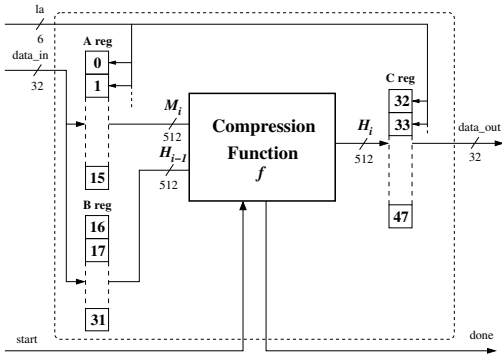 la
6
data_in
32
A reg
0
1
15
B reg
16
17
31
M_i
512
H_{i−1}
512
Compression
Function
f
H_i
512
C reg
32
33
47
data_out
32
start
done